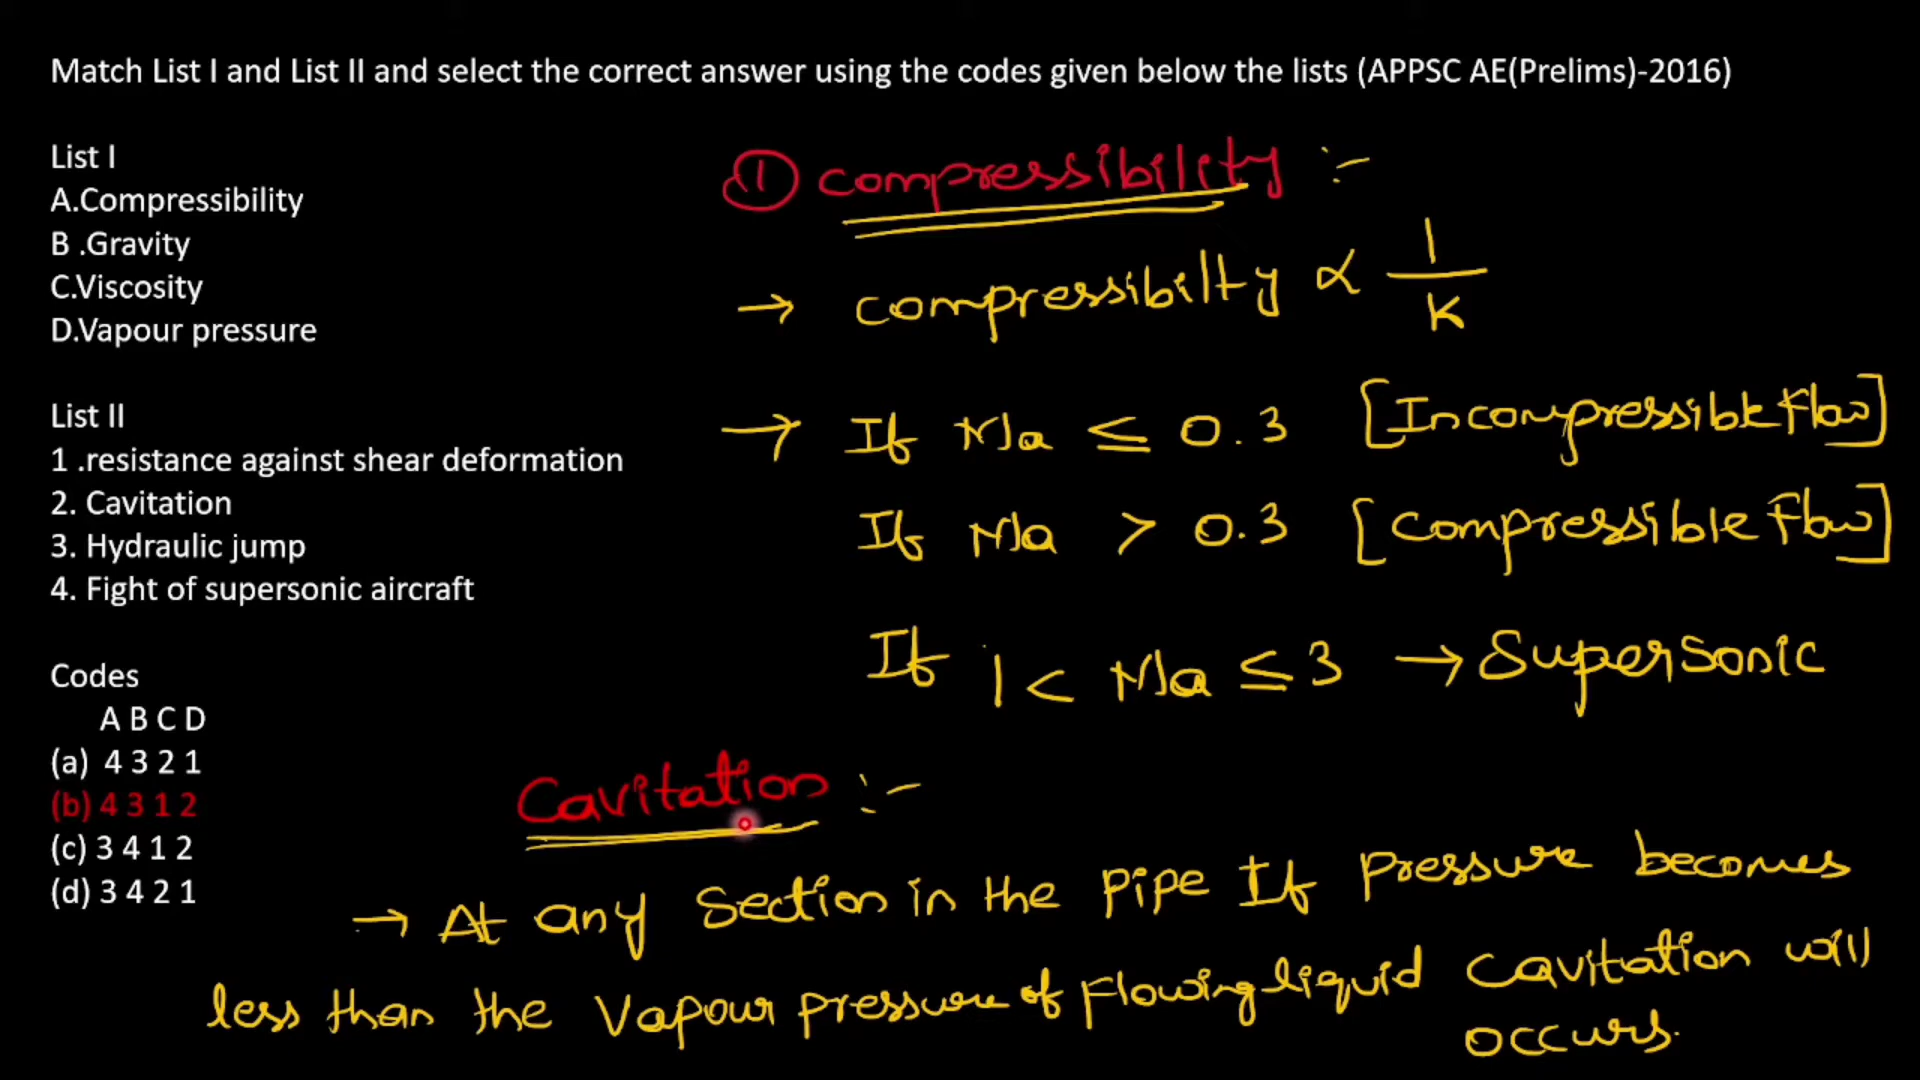 Match List I and List II and select the correct answer using the codes given below the lists (APPSC AE(Prelims)-2016)
List I
A.Compressibility
B .Gravity
C.Viscosity
D.Vapour pressure
List II
1 .resistance against shear deformation
2. Cavitation
3. Hydraulic jump
4. Fight of supersonic aircraft
Codes
A B C D
(a) 4 3 2 1
(b) 4 3 1 2
(c) 3 4 1 2
(d) 3 4 2 1
① compressibility :-
→ compressibilty ∝ 1/K
→ If Ma ≤ 0.3 [Incompressible Flow]
If Ma > 0.3 [compressible Flow]
If 1 < Ma ≤ 3 → Supersonic
Cavitation :-
→ At any section in the pipe If pressure becomes
less than the vapour pressure of flowing liquid cavitation will
occurs.